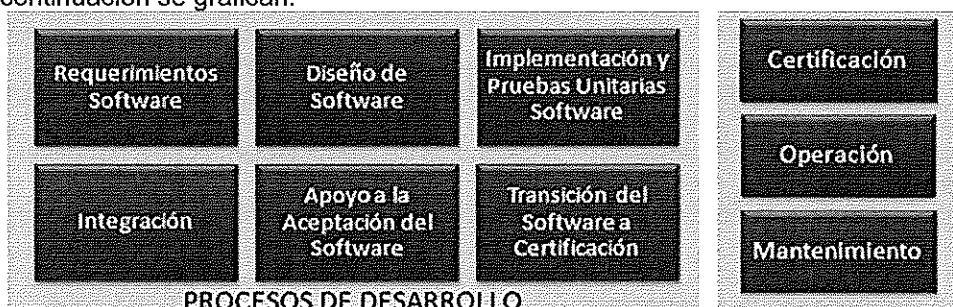 continuación se grafican:
Requerimientos
Software
Diseño de
Software
Implementación y
Pruebas Unitarias
Software
Integración
Apoyo a la
Aceptación del
Software
Transición del
Software a
Certificación
PROCESOS DE DESARROLLO
Certificación
Operación
Mantenimiento